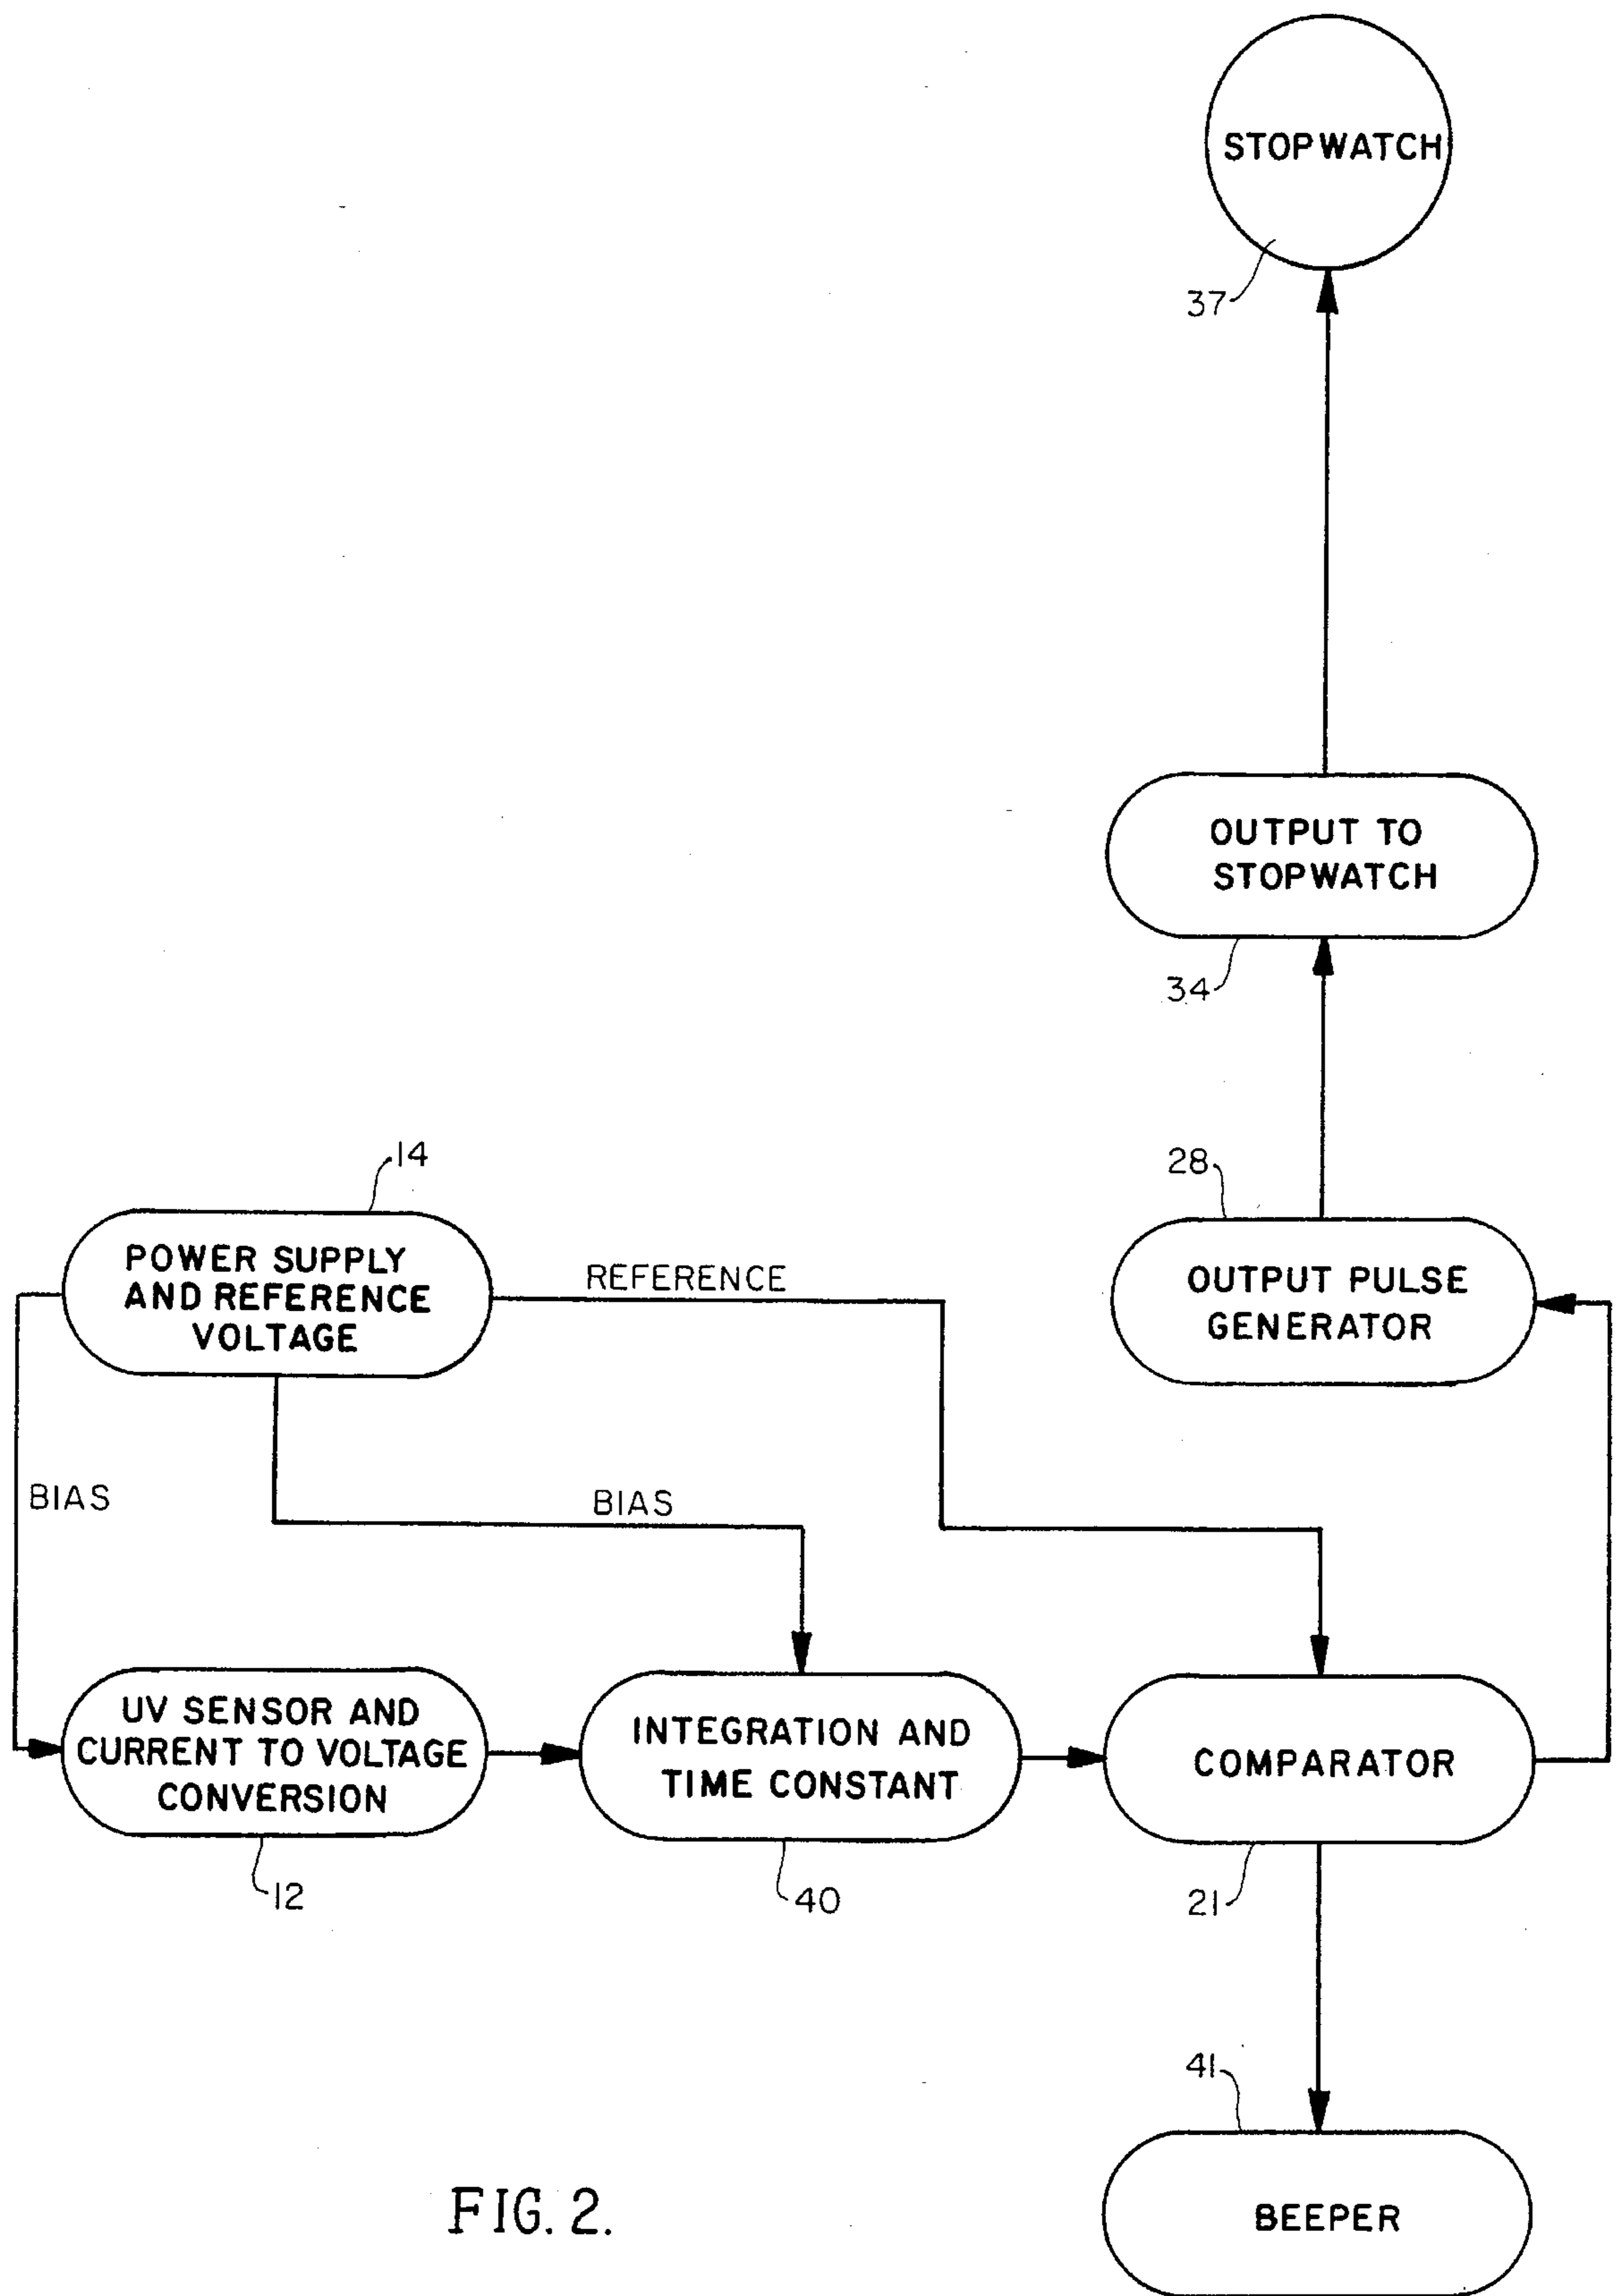 STOPWATCH
37
OUTPUT TO
STOPWATCH
34
14
28
POWER SUPPLY
AND REFERENCE
VOLTAGE
REFERENCE
OUTPUT PULSE
GENERATOR
BIAS
BIAS
UV SENSOR AND
CURRENT TO VOLTAGE
CONVERSION
INTEGRATION AND
TIME CONSTANT
COMPARATOR
12
40
21
41
BEEPER
FIG. 2.